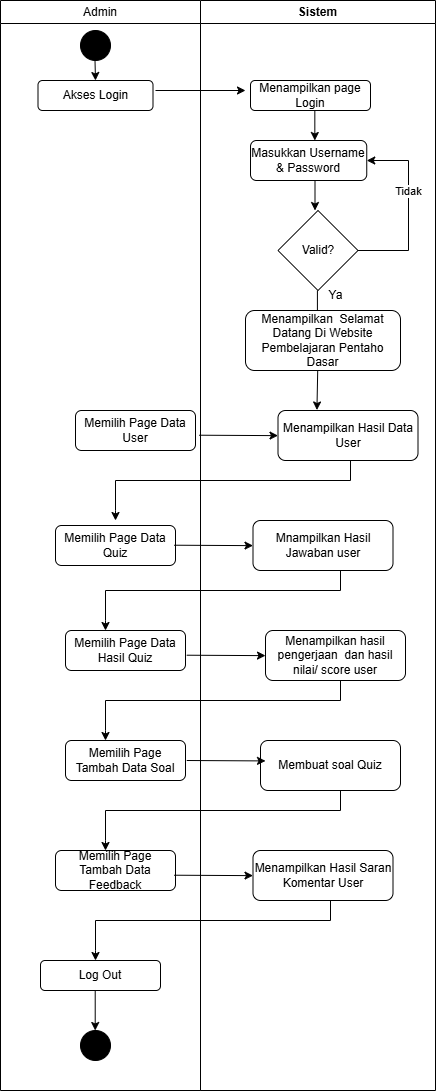 Admin
Sistem
Akses Login
Menampilkan page
Login
Masukkan Username
& Password
Tidak
Valid?
Ya
Menampilkan Selamat
Datang Di Website
Pembelajaran Pentaho
Dasar
Memilih Page Data
User
Menampilkan Hasil Data
User
Memilih Page Data
Quiz
Mnampilkan Hasil
Jawaban user
Memilih Page Data
Hasil Quiz
Menampilkan hasil
pengerjaan dan hasil
nilai/ score user
Memilih Page
Tambah Data Soal
Membuat soal Quiz
Memilih Page
Tambah Data
Feedback
Menampilkan Hasil Saran
Komentar User
Log Out